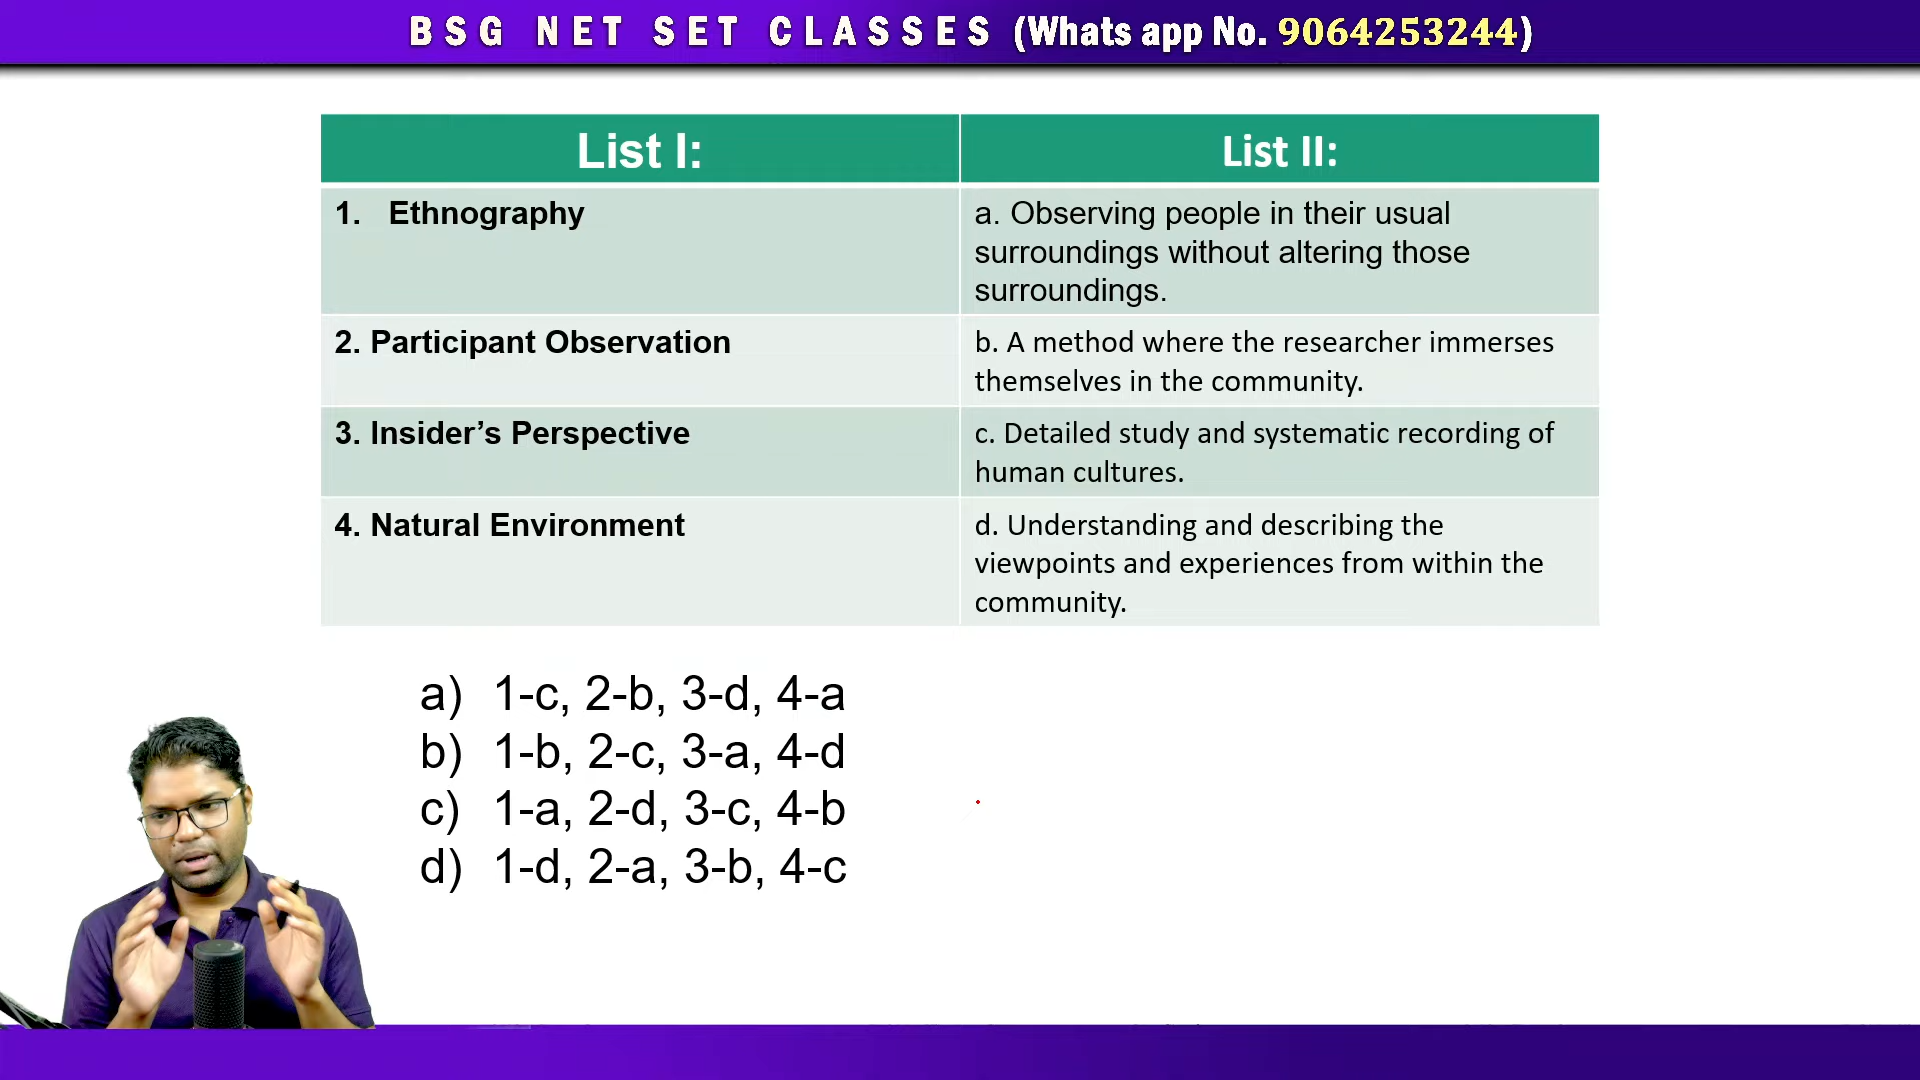 BSG NET SET CLASSES (Whats app No. 9064253244)
List I:
List II:
1. Ethnography
a. Observing people in their usual
surroundings without altering those
surroundings.
2. Participant Observation
b. A method where the researcher immerses
themselves in the community.
3. Insider’s Perspective
c. Detailed study and systematic recording of
human cultures.
4. Natural Environment
d. Understanding and describing the
viewpoints and experiences from within the
community.
a) 1-c, 2-b, 3-d, 4-a
b) 1-b, 2-c, 3-a, 4-d
c) 1-a, 2-d, 3-c, 4-b
d) 1-d, 2-a, 3-b, 4-c